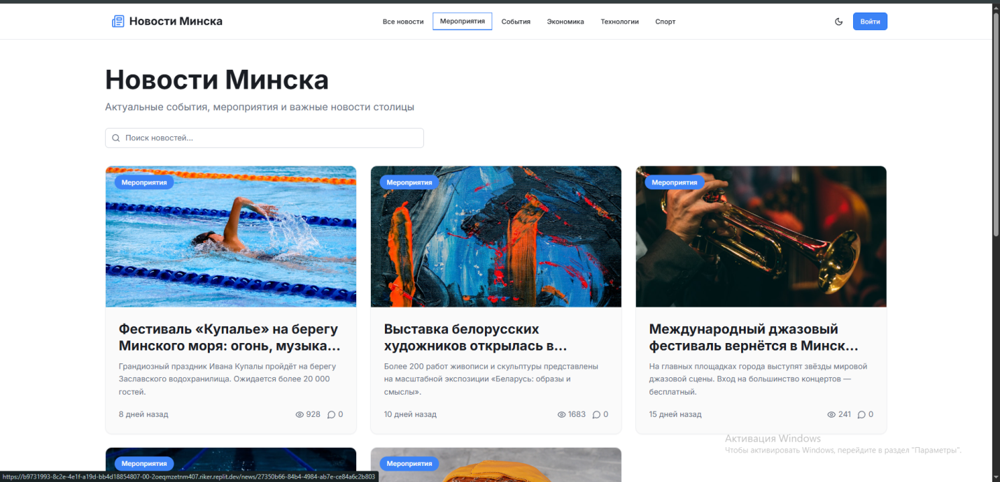 Новости Минска
Все новости
Мероприятия
События
Экономика
Технологии
Спорт
Войти
Новости Минска
Актуальные события, мероприятия и важные новости столицы
Поиск новостей...
Мероприятия
Фестиваль «Купалье» на берегу
Минского моря: огонь, музыка...
Грандиозный праздник Ивана Купалы пройдёт на берегу
Заславского водохранилища. Ожидается более 20 000
гостей.
8 дней назад
928
0
Мероприятия
Выставка белорусских
художников открылась в...
Более 200 работ живописи и скульптуры представлены
на масштабной экспозиции «Беларусь: образы и
смыслы».
10 дней назад
1683
0
Мероприятия
Международный джазовый
фестиваль вернётся в Минск...
На главных площадках города выступят звёзды мировой
джазовой сцены. Вход на большинство концертов —
бесплатный.
15 дней назад
241
0
Мероприятия
Мероприятия
Активация Windows
Чтобы активировать Windows, перейдите в раздел "Параметры".
https://b9731993-8c2e-4e1f-a19d-bb4d18854807-00-2oeqmzetnm407.riker.replit.dev/news/27350b66-84b4-4984-ab7e-ce84a6c2b803